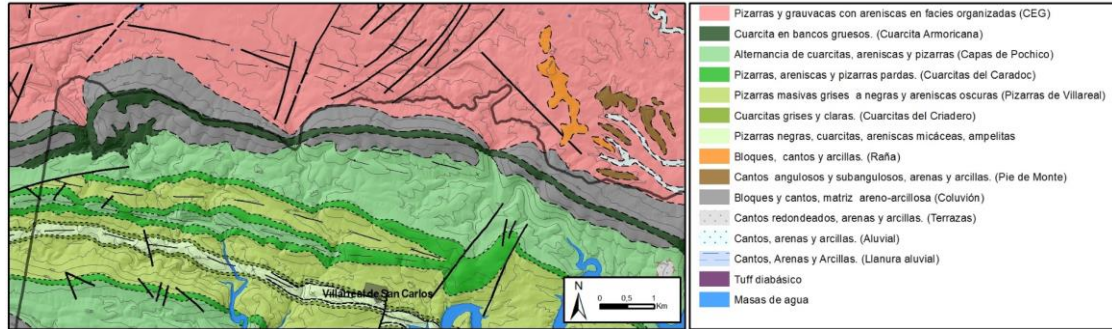 Villarreal de San Carlos
N
0 0,5 1
Km
Pizarras y grauvacas con areniscas en facies organizadas (CEG)
Cuarcita en bancos gruesos. (Cuarcita Armoricana)
Alternancia de cuarcitas, areniscas y pizarras (Capas de Pochico)
Pizarras, areniscas y pizarras pardas. (Cuarcitas del Caradoc)
Pizarras masivas grises a negras y areniscas oscuras (Pizarras de Villareal)
Cuarcitas grises y claras. (Cuarcitas del Criadero)
Pizarras negras, cuarcitas, areniscas micáceas, ampelitas
Bloques, cantos y arcillas. (Raña)
Cantos angulosos y subangulosos, arenas y arcillas. (Pie de Monte)
Bloques y cantos, matriz areno-arcillosa (Coluvión)
Cantos redondeados, arenas y arcillas. (Terrazas)
Cantos, arenas y arcillas. (Aluvial)
Cantos, Arenas y Arcillas. (Llanura aluvial)
Tuff diabásico
Masas de agua